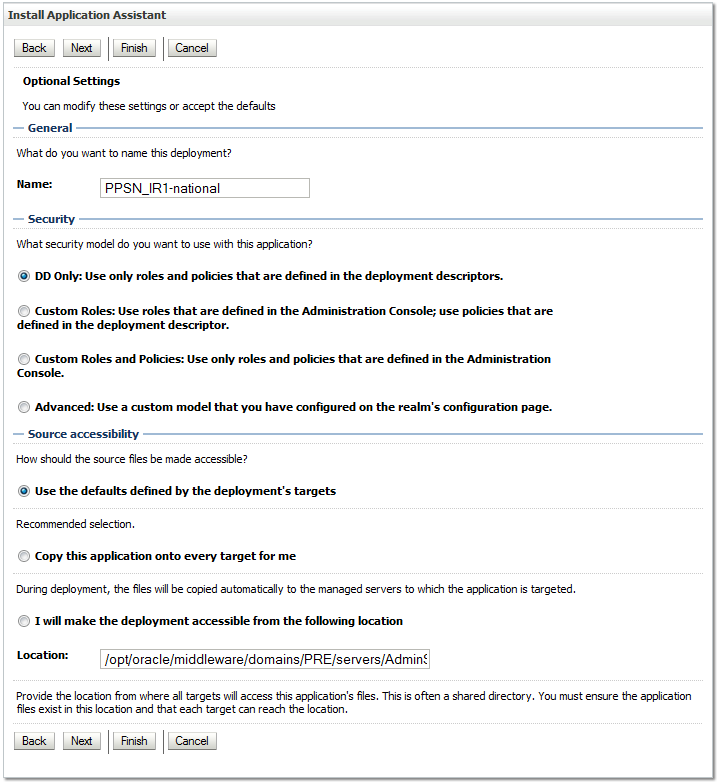 Install Application Assistant
Back Next Finish Cancel
Optional Settings
You can modify these settings or accept the defaults
General
What do you want to name this deployment?
Name: PPSN_IR1-national
Security
What security model do you want to use with this application?
DD Only: Use only roles and policies that are defined in the deployment descriptors.
Custom Roles: Use roles that are defined in the Administration Console; use policies that are
defined in the deployment descriptor.
Custom Roles and Policies: Use only roles and policies that are defined in the Administration
Console.
Advanced: Use a custom model that you have configured on the realm's configuration page.
Source accessibility
How should the source files be made accessible?
Use the defaults defined by the deployment's targets
Recommended selection.
Copy this application onto every target for me
During deployment, the files will be copied automatically to the managed servers to which the application is targeted.
I will make the deployment accessible from the following location
Location: /opt/oracle/middleware/domains/PRE/servers/AdminS
Provide the location from where all targets will access this application's files. This is often a shared directory. You must ensure the application
files exist in this location and that each target can reach the location.
Back Next Finish Cancel